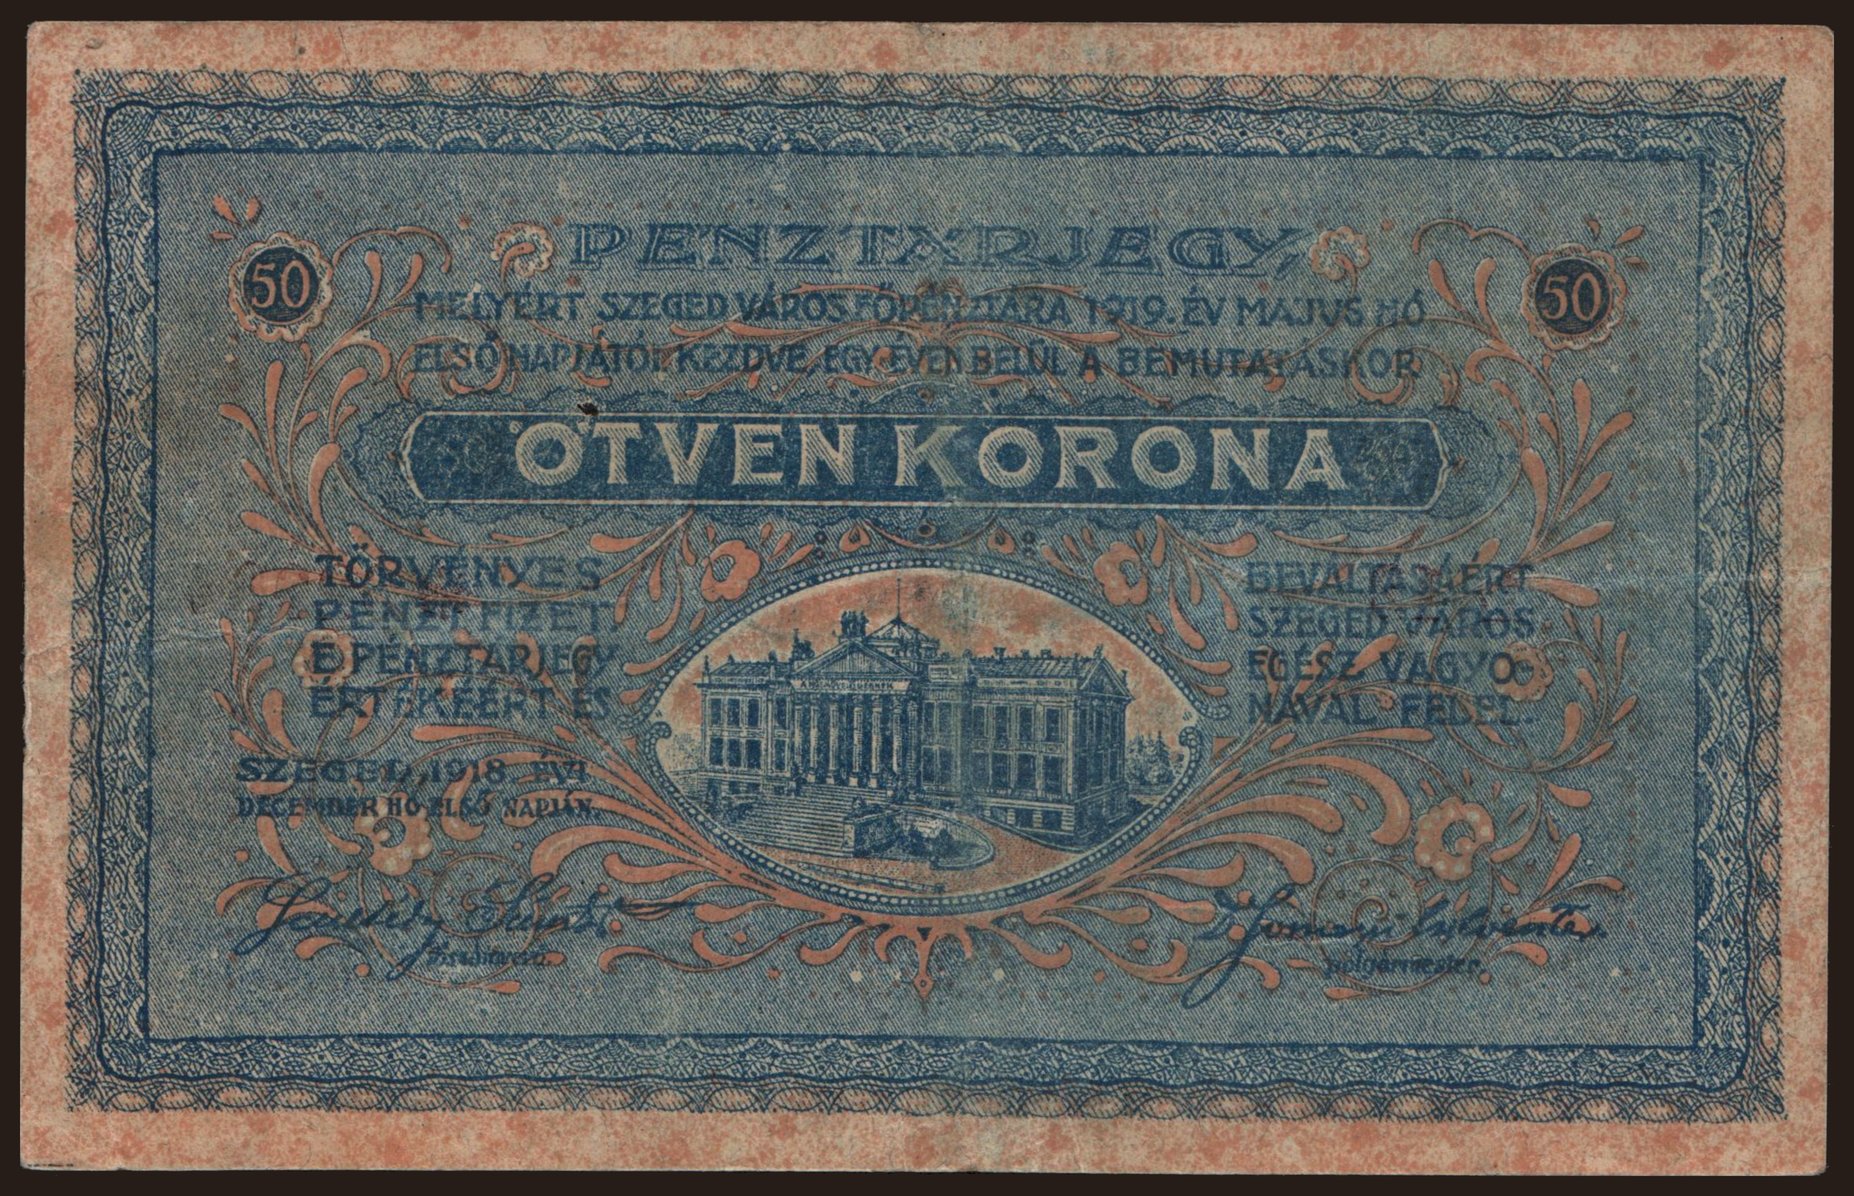 PÉNZTÁRJEGY,
50
50
MELYÉRT SZEGED VÁROS FŐPÉNZTÁRA 1919. ÉV MÁJUS HÓ
ELSŐ NAPJÁTÓL KEZDVE, EGY ÉVEN BELÜL A BEMUTATÁSKOR
ÖTVEN KORONA
TÖRVÉNYES
PÉNZT FIZET.
E PÉNZTÁRJEGY
ÉRTÉKÉÉRT ÉS
BEVÁLTÁSÁÉRT
SZEGED VÁROS
EGÉSZ VAGYO-
NÁVAL FEDEL.
SZEGED, 1918 ÉVI
DECEMBER HÓ ELSŐ NAPJÁN.
polgármester.